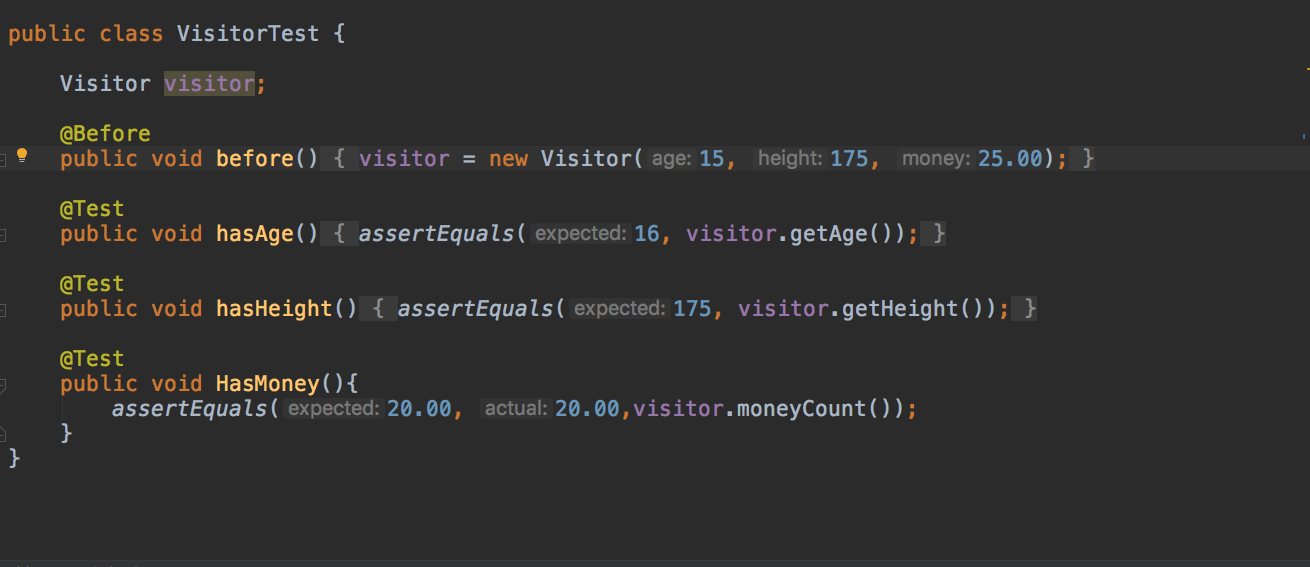 public class VisitorTest {
Visitor visitor;
@Before
public void before() { visitor = new Visitor( age: 15, height: 175, money: 25.00); }
@Test
public void hasAge() { assertEquals( expected: 16, visitor.getAge()); }
@Test
public void hasHeight() { assertEquals( expected: 175, visitor.getHeight()); }
@Test
public void HasMoney(){
assertEquals( expected: 20.00, actual: 20.00,visitor.moneyCount());
}
}